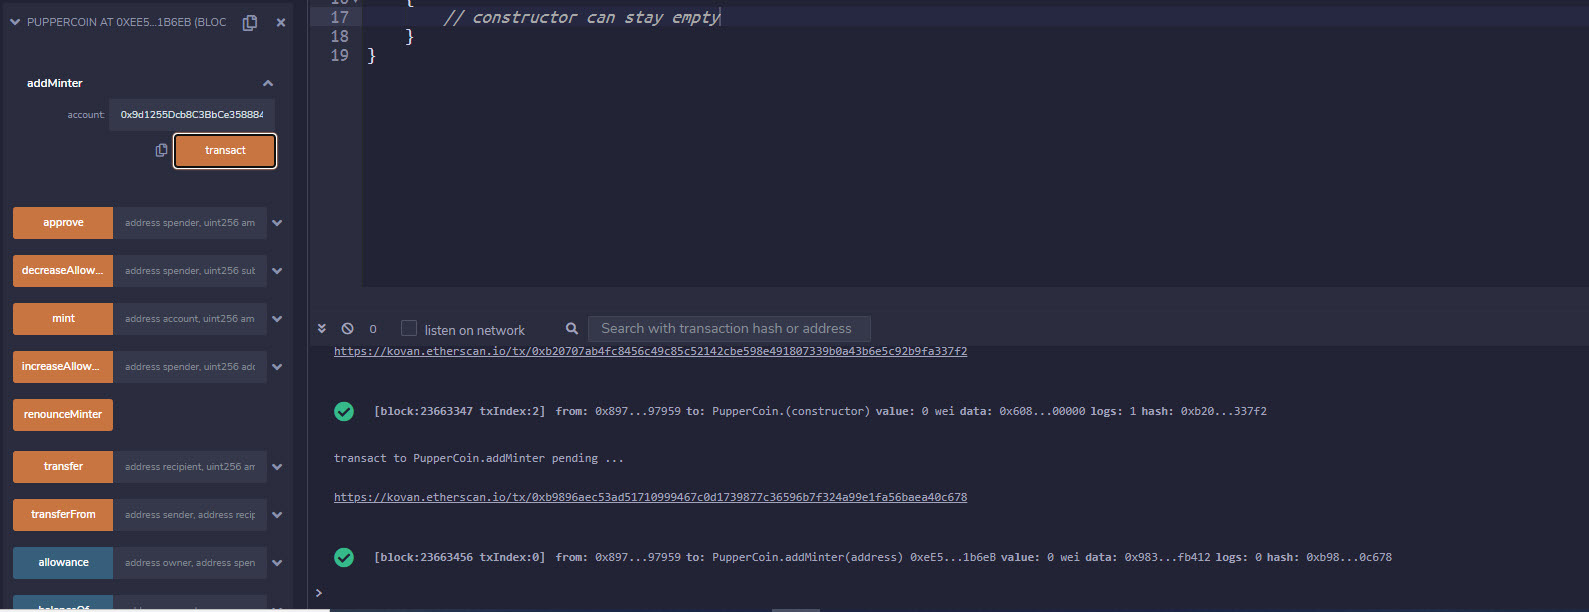 PUPPERCOIN AT 0XEE5...1B6EB (BLOC
addMinter
account:
0x9d1255Dcb8C3BbCe358884
transact
approve
address spender, uint256 am
decreaseAllow...
address spender, uint256 sub
mint
address account, uint256 am
increaseAllow...
address spender, uint256 add
renounceMinter
transfer
address recipient, uint256 am
transferFrom
address sender, address recip
allowance
address owner, address spen
balanceOf
16
{
17
// constructor can stay empty
18
}
19
}
0
listen on network
Search with transaction hash or address
https://kovan.etherscan.io/tx/0xb20707ab4fc8456c49c85c52142cbe598e491807339b0a43b6e5c92b9fa337f2
[block:23663347 txIndex:2] from: 0x897...97959 to: PupperCoin.(constructor) value: 0 wei data: 0x608...00000 logs: 1 hash: 0xb20...337f2
transact to PupperCoin.addMinter pending ...
https://kovan.etherscan.io/tx/0xb9896aec53ad51710999467c0d1739877c36596b7f324a99e1fa56baea40c678
[block:23663456 txIndex:0] from: 0x897...97959 to: PupperCoin.addMinter(address) 0xeE5...1b6eB value: 0 wei data: 0x983...fb412 logs: 0 hash: 0xb98...0c678
>